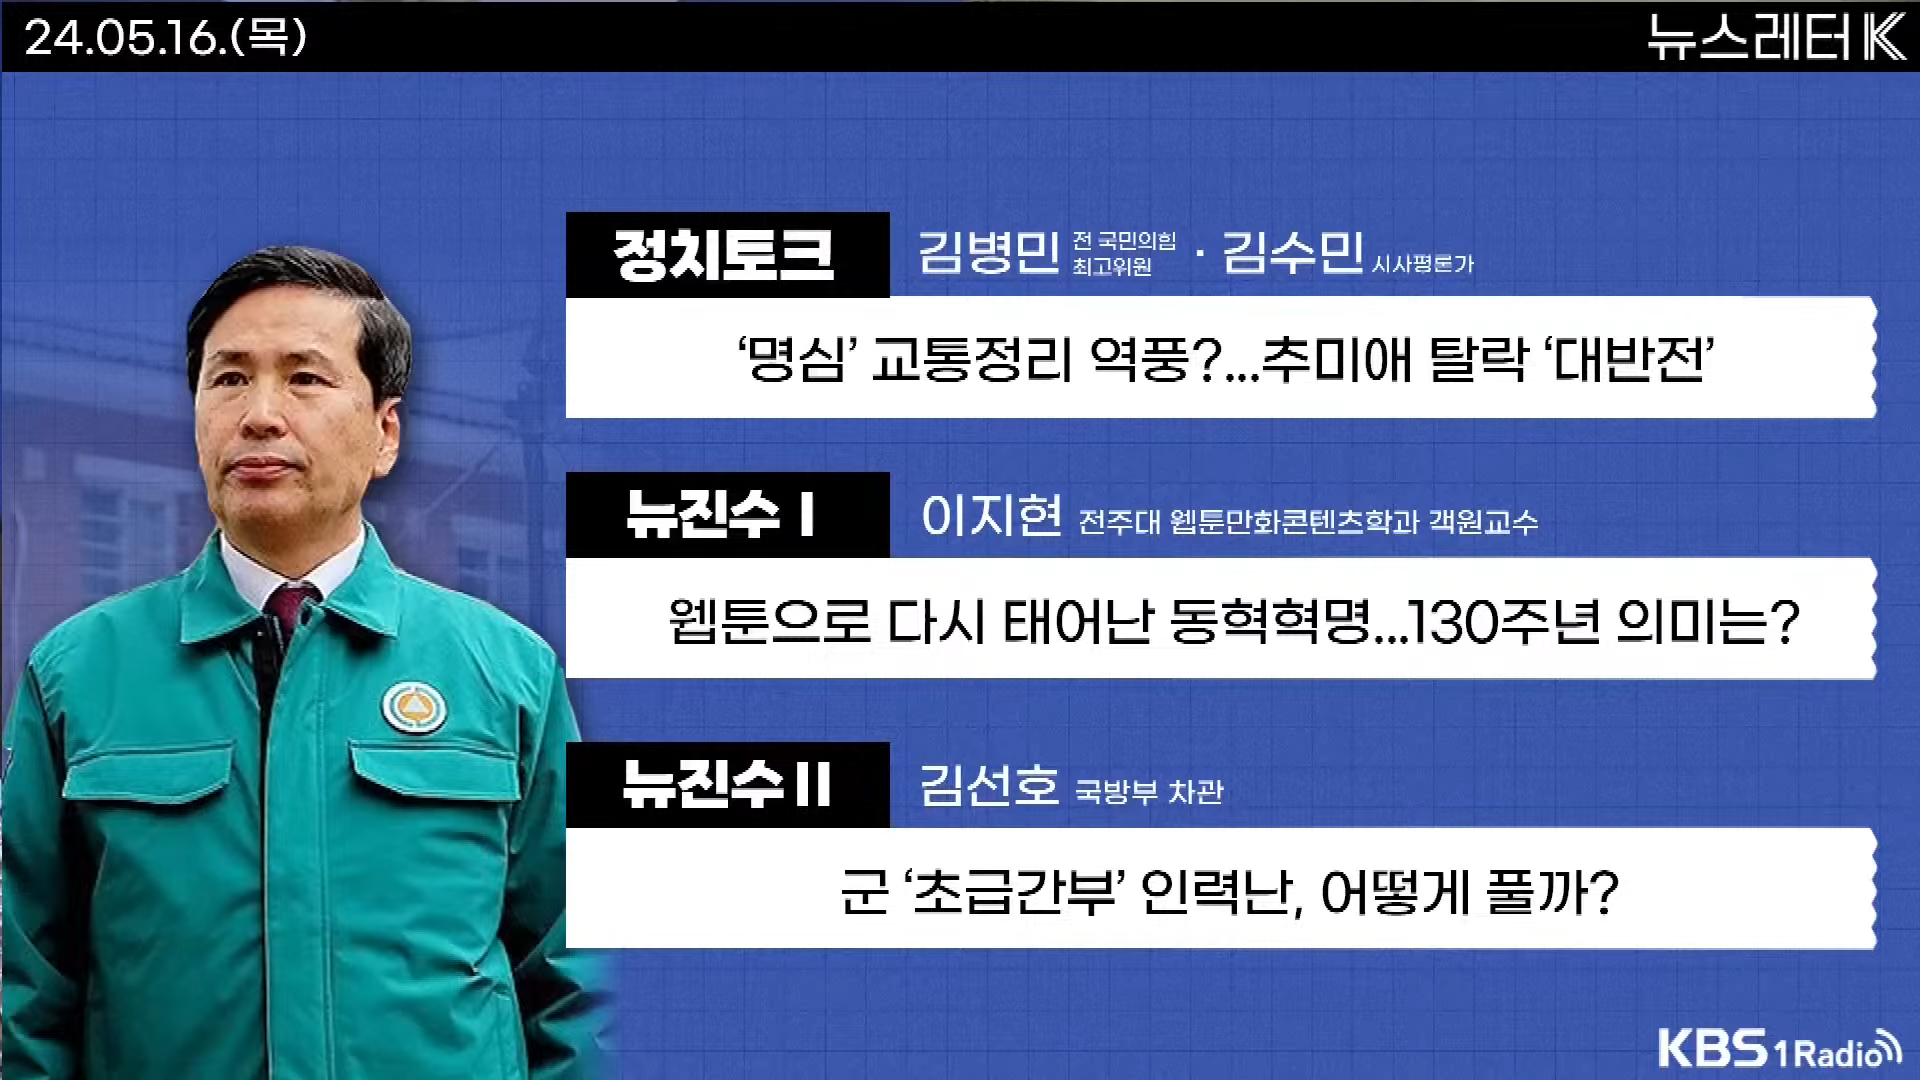 24.05.16.(목)
뉴스레터 K
정치토크
김병민 전 국민의힘 최고위원 · 김수민 시사평론가
‘명심’ 교통정리 역풍?...추미애 탈락 ‘대반전’
뉴진수 I
이지현 전주대 웹툰만화콘텐츠학과 객원교수
웹툰으로 다시 태어난 동학혁명...130주년 의미는?
뉴진수 II
김선호 국방부 차관
군 ‘초급간부’ 인력난, 어떻게 풀까?
KBS 1Radio